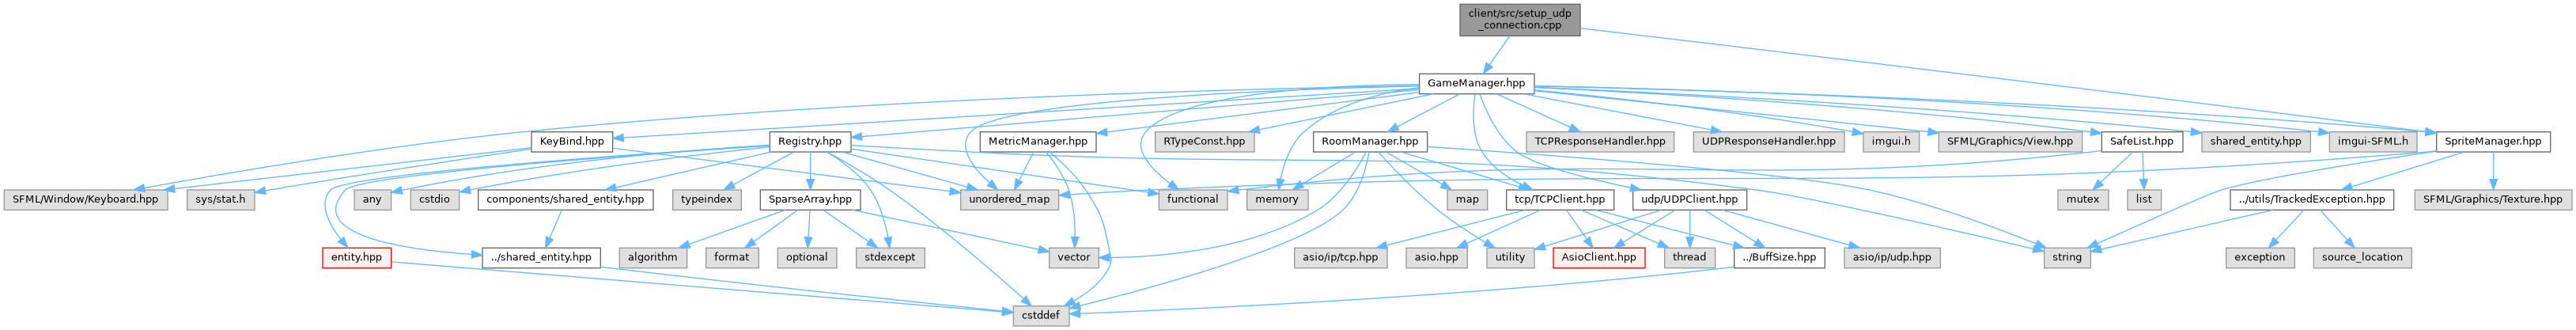 client/src/setup_udp
_connection.cpp
GameManager.hpp
KeyBind.hpp
Registry.hpp
MetricManager.hpp
RTypeConst.hpp
RoomManager.hpp
TCPResponseHandler.hpp
UDPResponseHandler.hpp
imgui.h
SFML/Graphics/View.hpp
SafeList.hpp
shared_entity.hpp
imgui-SFML.h
SpriteManager.hpp
SFML/Window/Keyboard.hpp
sys/stat.h
any
cstdio
components/shared_entity.hpp
typeindex
SparseArray.hpp
unordered_map
functional
memory
map
tcp/TCPClient.hpp
udp/UDPClient.hpp
mutex
list
../utils/TrackedException.hpp
SFML/Graphics/Texture.hpp
entity.hpp
../shared_entity.hpp
algorithm
format
optional
stdexcept
vector
asio/ip/tcp.hpp
asio.hpp
utility
AsioClient.hpp
thread
../BuffSize.hpp
asio/ip/udp.hpp
string
exception
source_location
cstddef